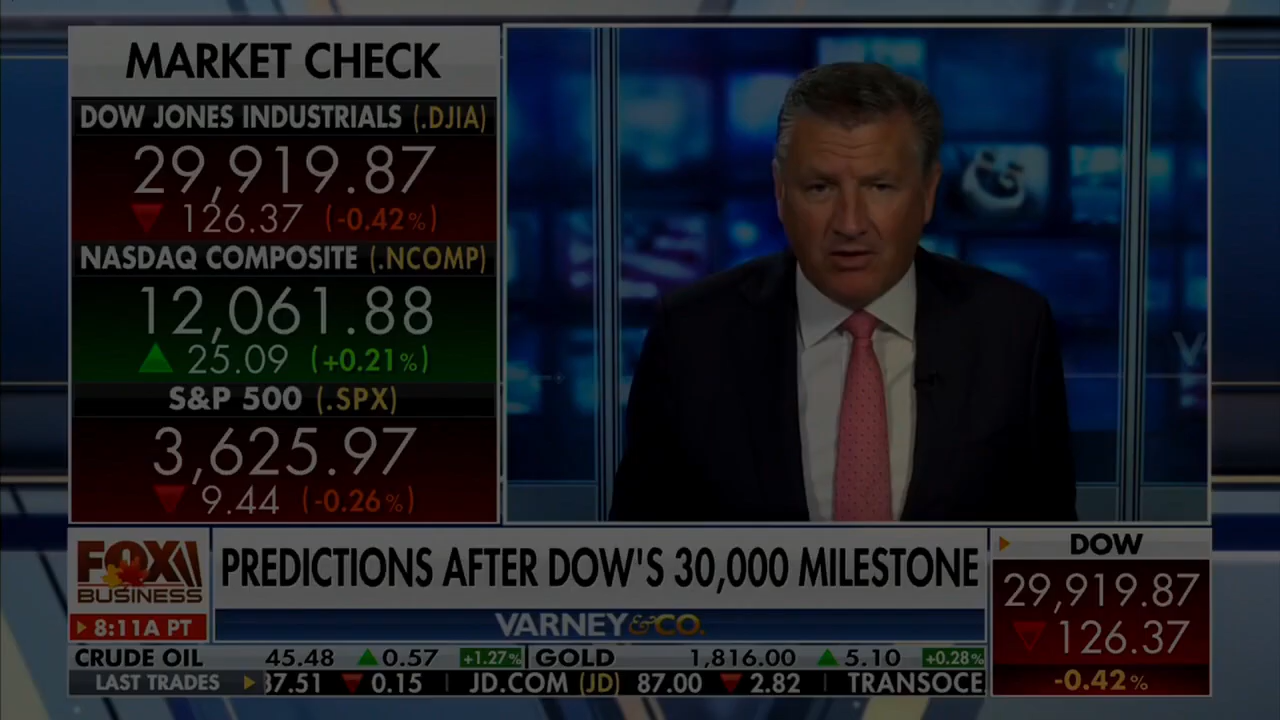 MARKET CHECK
DOW JONES INDUSTRIALS (.DJIA)
29,919.87
▼ 126.37 (-0.42%)
NASDAQ COMPOSITE (.NCOMP)
12,061.88
▲ 25.09 (+0.21%)
S&P 500 (.SPX)
3,625.97
▼ 9.44 (-0.26%)
FOX
BUSINESS
8:11A PT
PREDICTIONS AFTER DOW'S 30,000 MILESTONE
VARNEY & CO.
DOW
29,919.87
▼ 126.37
-0.42%
CRUDE OIL 45.48 ▲ 0.57 +1.27% GOLD 1,816.00 ▲ 5.10 +0.28%
LAST TRADES 37.51 ▼ 0.15 JD.COM (JD) 87.00 ▼ 2.82 TRANSOCE